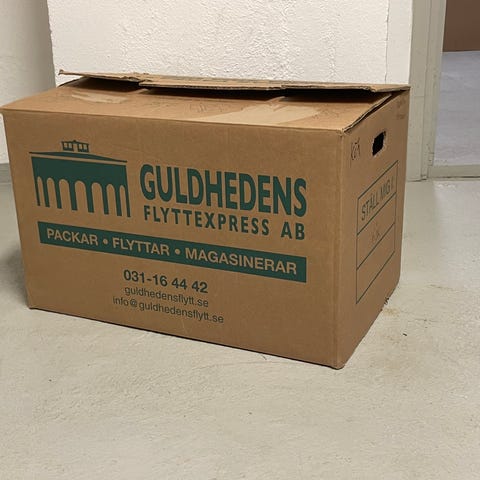 GULDHEDENS
FLYTTEXPRESS AB
PACKAR • FLYTTAR • MAGASINERAR
031-16 44 42
guldhedensflytt.se
info@guldhedensflytt.se
STÄLL MIG I: